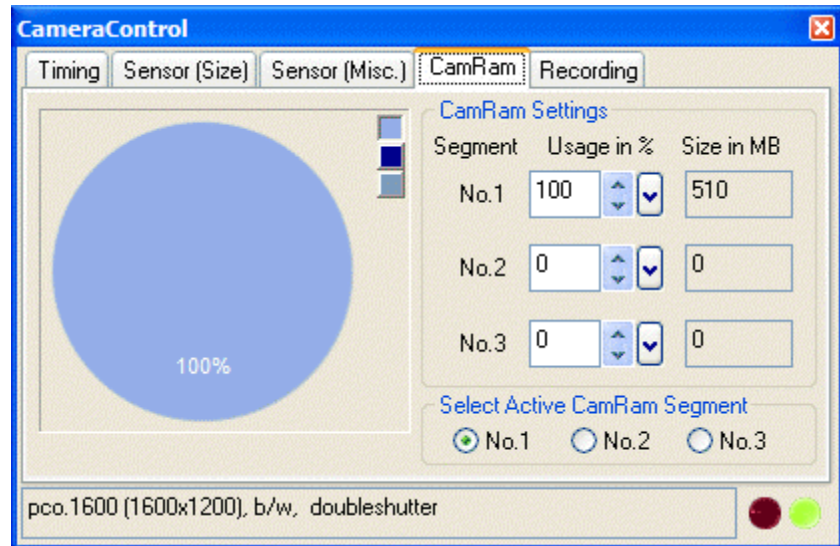 CameraControl
Timing Sensor (Size) Sensor (Misc.) CamRam Recording
CamRam Settings
Segment Usage in % Size in MB
No.1 100 510
No.2 0 0
No.3 0 0
100%
Select Active CamRam Segment
No.1 No.2 No.3
pco.1600 (1600x1200), b/w, doubleshutter